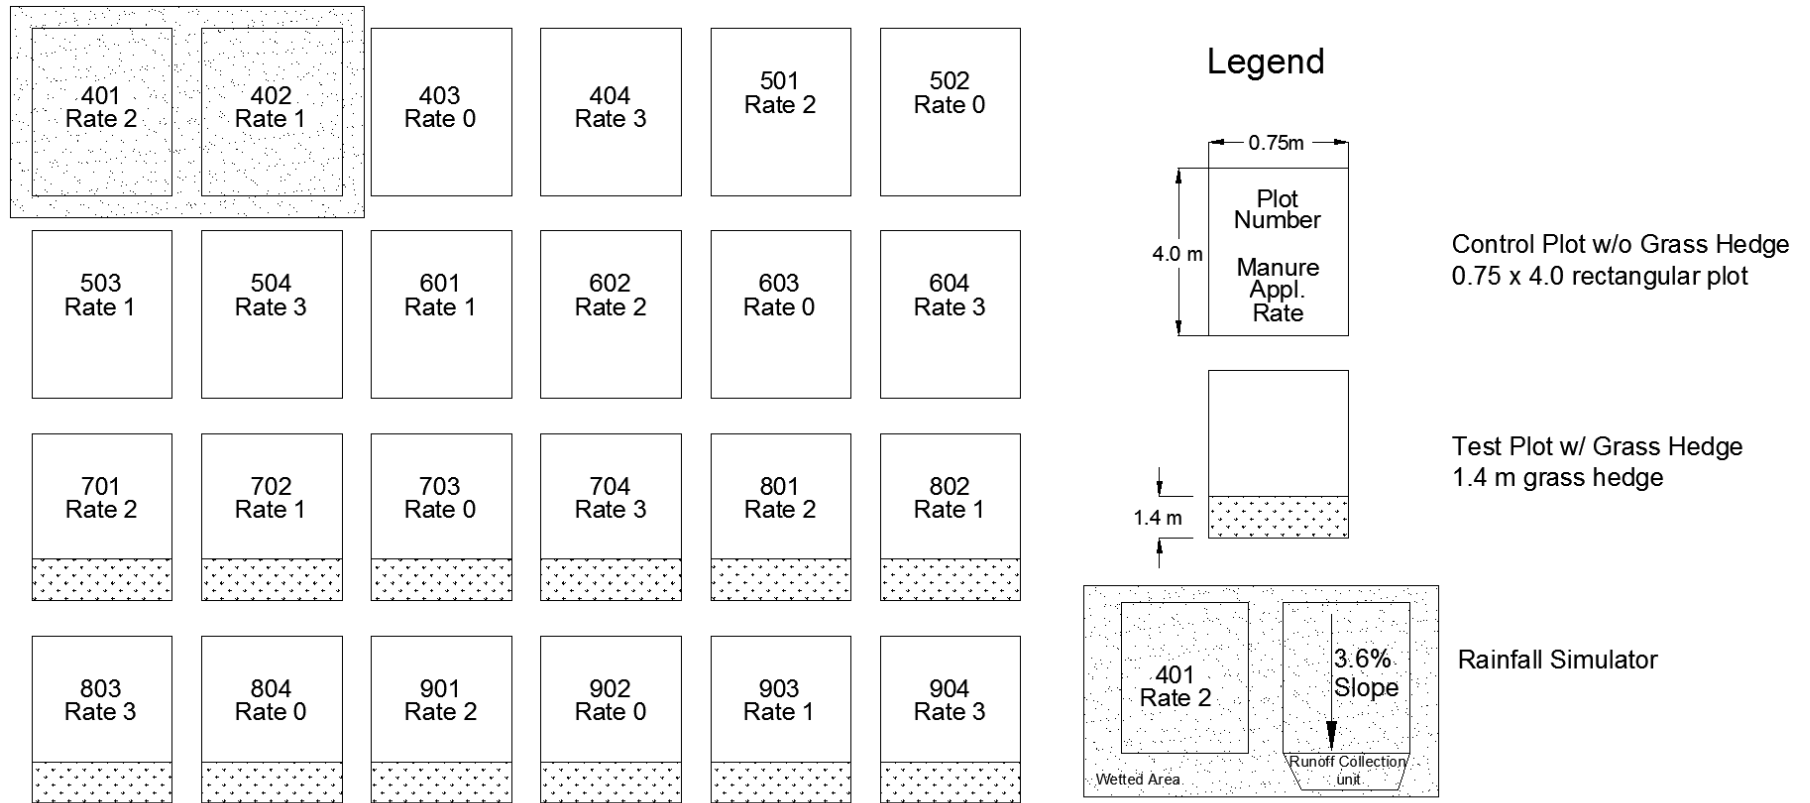 401
Rate 2
402
Rate 1
403
Rate 0
404
Rate 3
501
Rate 2
502
Rate 0
503
Rate 1
504
Rate 3
601
Rate 1
602
Rate 2
603
Rate 0
604
Rate 3
701
Rate 2
702
Rate 1
703
Rate 0
704
Rate 3
801
Rate 2
802
Rate 1
803
Rate 3
804
Rate 0
901
Rate 2
902
Rate 0
903
Rate 1
904
Rate 3
Legend
0.75m
4.0 m
Plot
Number
Manure
Appl.
Rate
Control Plot w/o Grass Hedge
0.75 x 4.0 rectangular plot
1.4 m
Test Plot w/ Grass Hedge
1.4 m grass hedge
401
Rate 2
3.6%
Slope
Runoff Collection
unit
Wetted Area
Rainfall Simulator